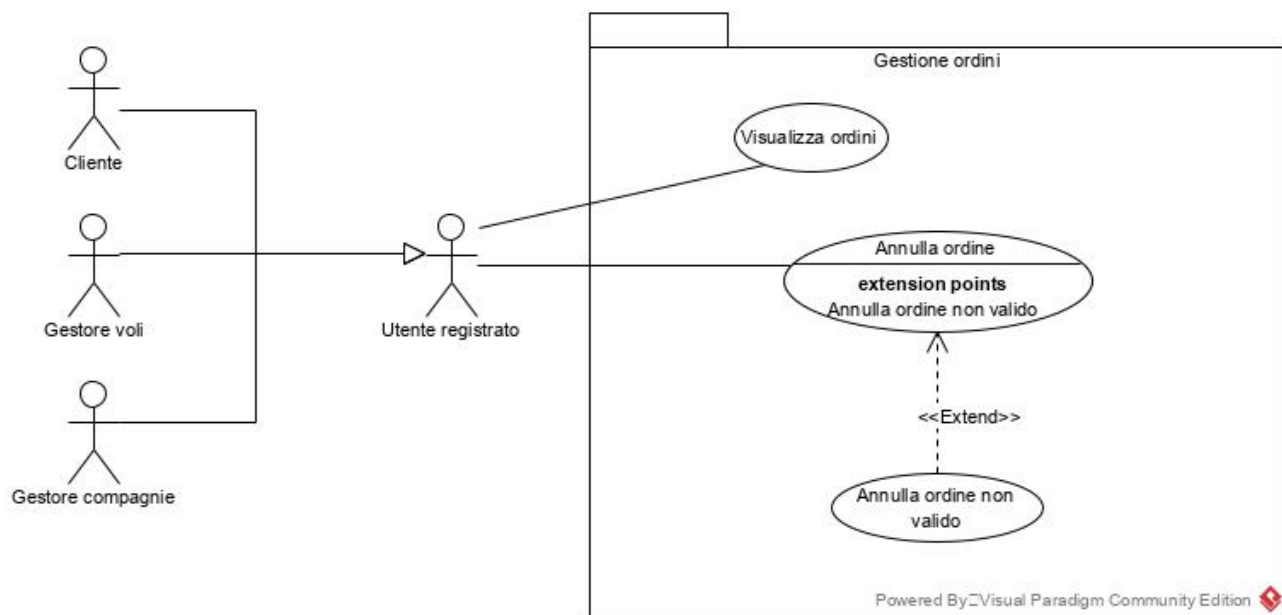 Gestione ordini
Visualizza ordini
Cliente
Annulla ordine
extension points
Annulla ordine non valido
Gestore voli
Utente registrato
<<Extend>>
Gestore compagnie
Annulla ordine non
valido
Powered By Visual Paradigm Community Edition